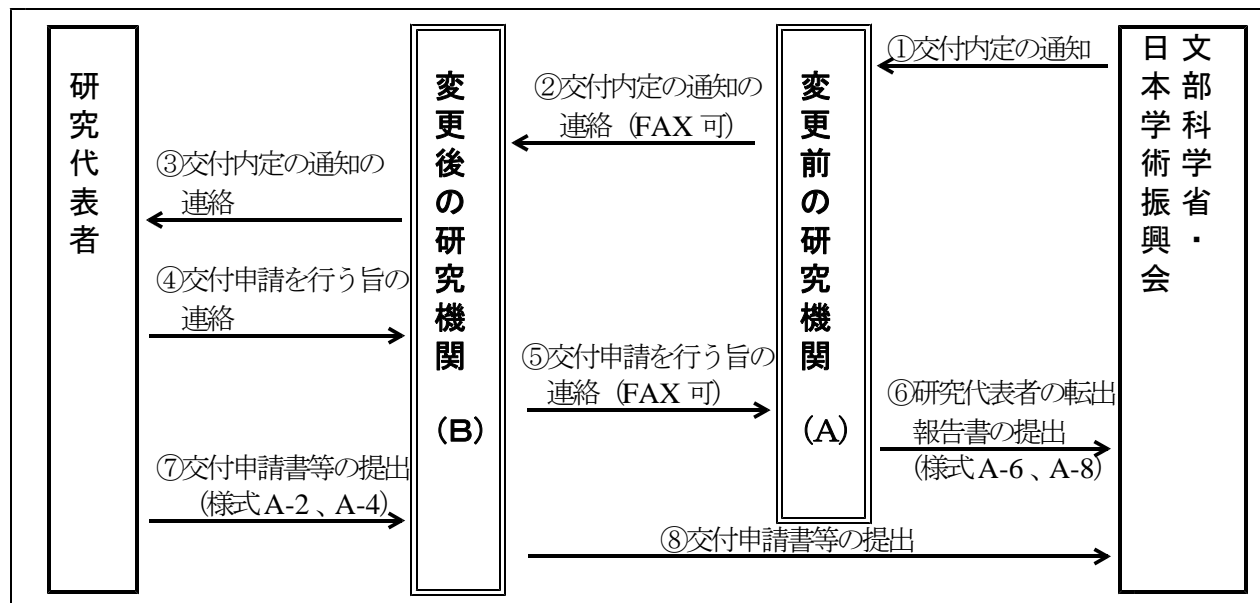 研究代表者
変更後の研究機関
(B)
変更前の研究機関
(A)
文部科学省・
日本学術振興会
①交付内定の通知
②交付内定の通知の
連絡（FAX 可）
③交付内定の通知の
連絡
④交付申請を行う旨の
連絡
⑤交付申請を行う旨の
連絡（FAX 可）
⑥研究代表者の転出
報告書の提出
（様式 A-6 、A-8）
⑦交付申請書等の提出
（様式 A-2 、A-4）
⑧交付申請書等の提出